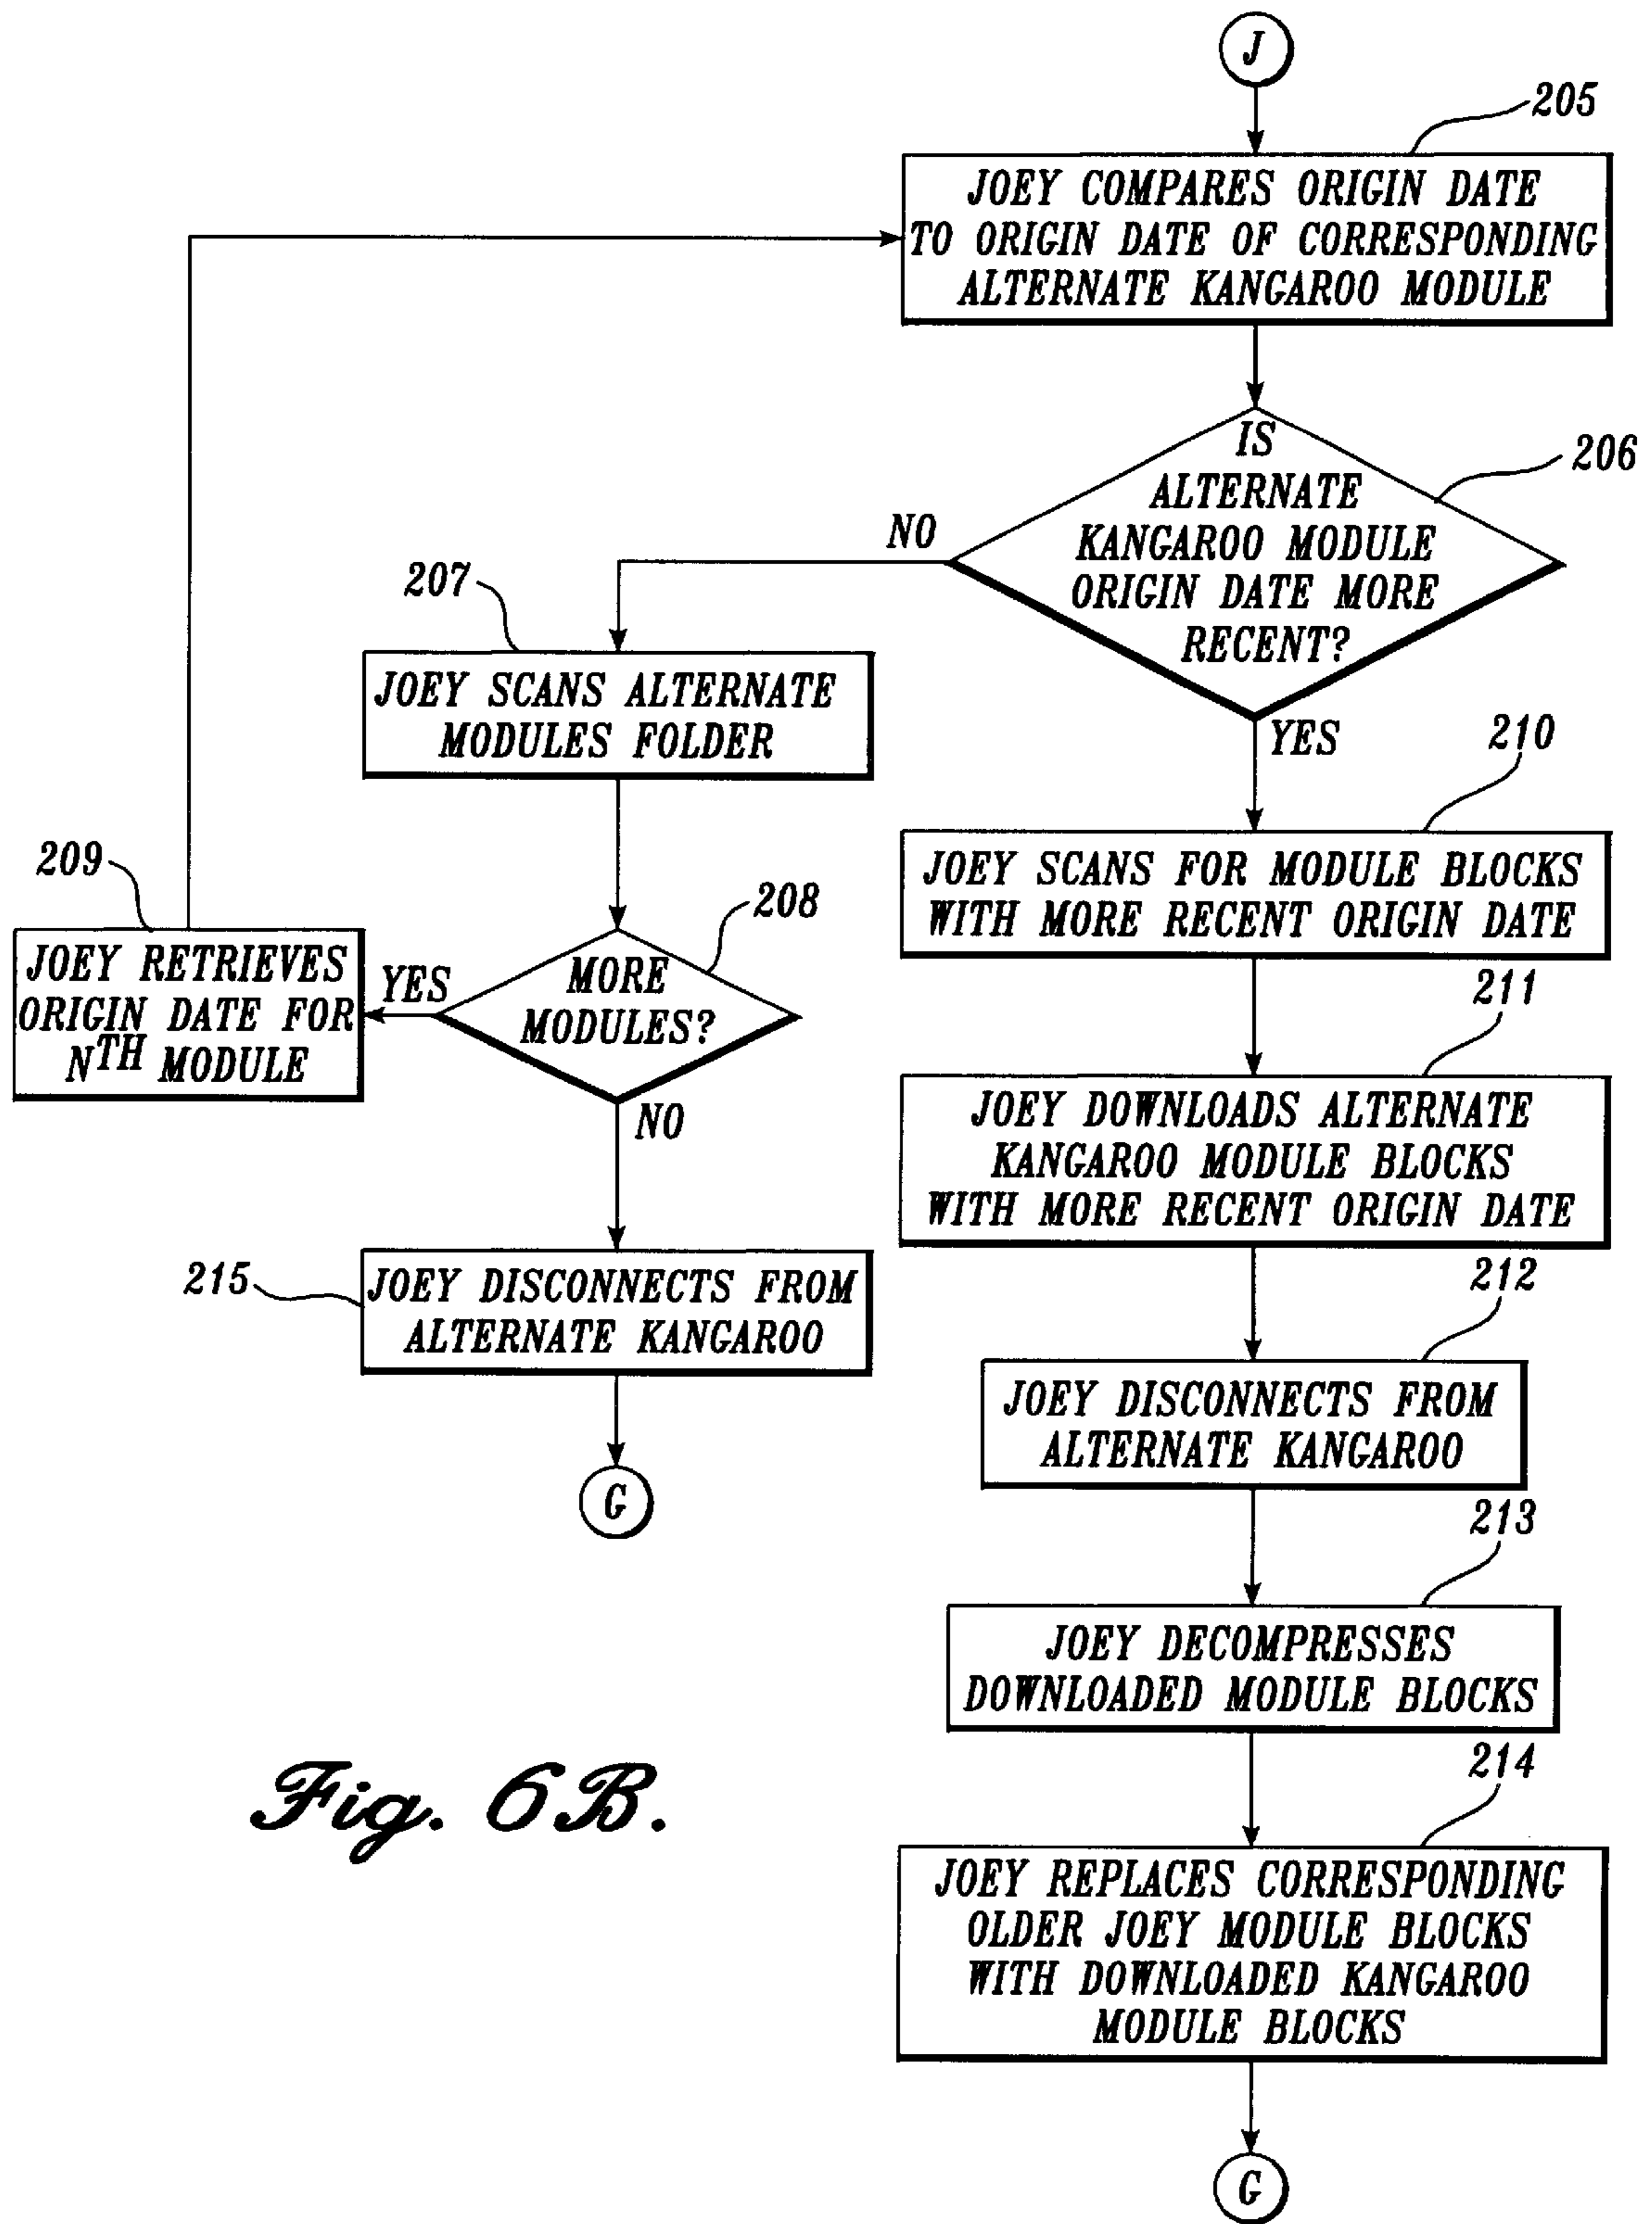 J
205
JOEY COMPARES ORIGIN DATE
TO ORIGIN DATE OF CORRESPONDING
ALTERNATE KANGAROO MODULE
206
IS
ALTERNATE
KANGAROO MODULE
ORIGIN DATE MORE
RECENT?
NO
YES
207
JOEY SCANS ALTERNATE
MODULES FOLDER
208
MORE
MODULES?
YES
NO
209
JOEY RETRIEVES
ORIGIN DATE FOR
NTH MODULE
215
JOEY DISCONNECTS FROM
ALTERNATE KANGAROO
G
210
JOEY SCANS FOR MODULE BLOCKS
WITH MORE RECENT ORIGIN DATE
211
JOEY DOWNLOADS ALTERNATE
KANGAROO MODULE BLOCKS
WITH MORE RECENT ORIGIN DATE
212
JOEY DISCONNECTS FROM
ALTERNATE KANGAROO
213
JOEY DECOMPRESSES
DOWNLOADED MODULE BLOCKS
214
JOEY REPLACES CORRESPONDING
OLDER JOEY MODULE BLOCKS
WITH DOWNLOADED KANGAROO
MODULE BLOCKS
G
Fig. 6B.